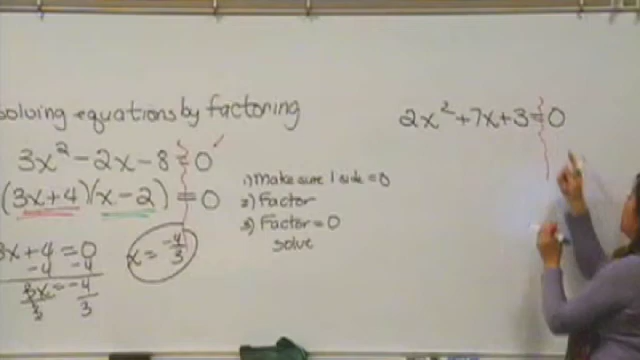 solving equations by factoring
3x² - 2x - 8 = 0
(3x+4)(x-2) = 0
3x + 4 = 0
-4 -4
3x = -4
3 3
x = -4/3
1) Make sure 1 side = 0
2) Factor
3) Factor = 0
solve
2x² + 7x + 3 = 0